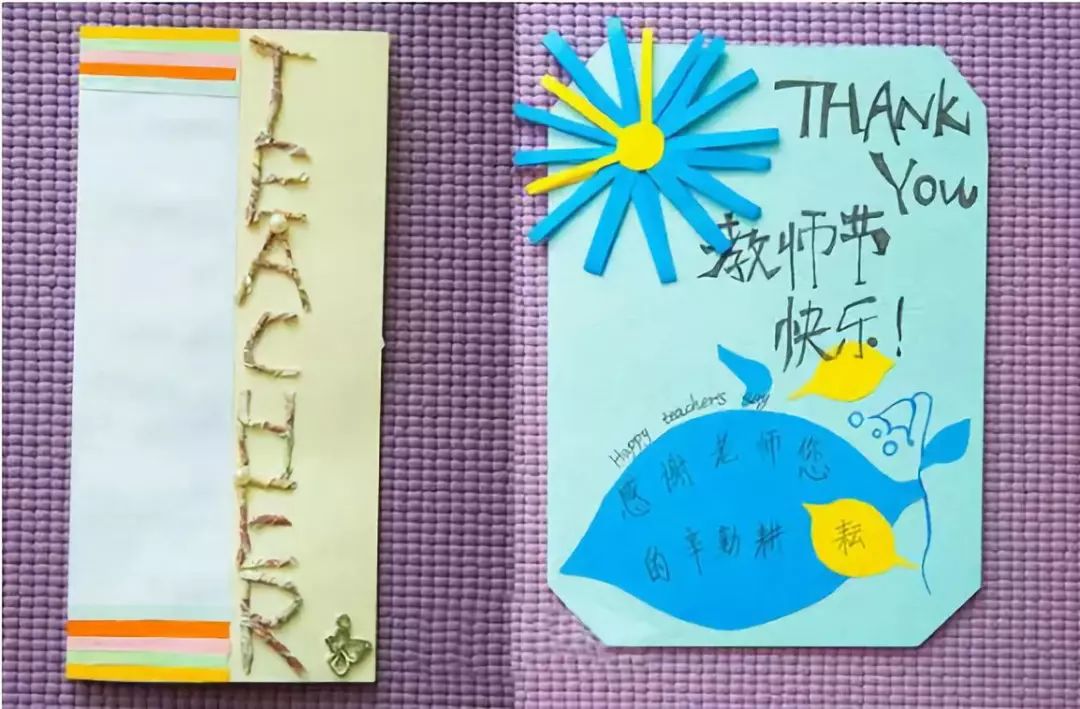 TEACHER
THANK
You
教师节
快乐!
Happy teachers day
感谢老师您
的辛勤耕耘